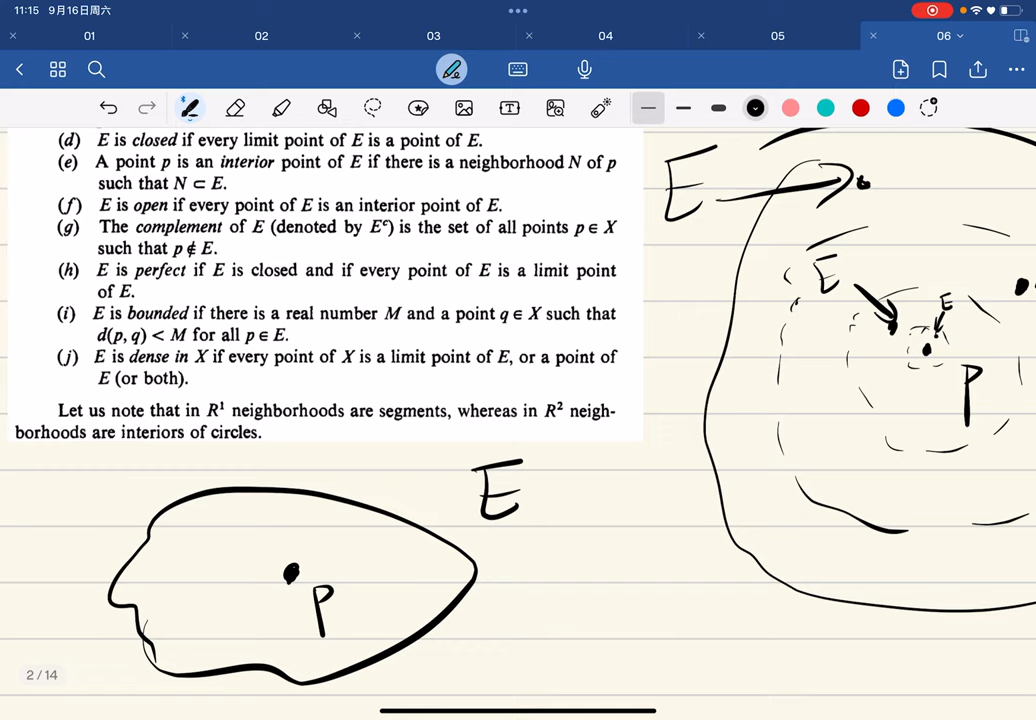 11:15 9月16日周六
01 02 03 04 05 06
(d) E is closed if every limit point of E is a point of E.
(e) A point p is an interior point of E if there is a neighborhood N of p
such that N ⊂ E.
(f) E is open if every point of E is an interior point of E.
(g) The complement of E (denoted by Eᶜ) is the set of all points p ∈ X
such that p ∉ E.
(h) E is perfect if E is closed and if every point of E is a limit point
of E.
(i) E is bounded if there is a real number M and a point q ∈ X such that
d(p, q) < M for all p ∈ E.
(j) E is dense in X if every point of X is a limit point of E, or a point of
E (or both).
Let us note that in R¹ neighborhoods are segments, whereas in R² neigh-
borhoods are interiors of circles.
E
E
E
P
E
P
2 / 14